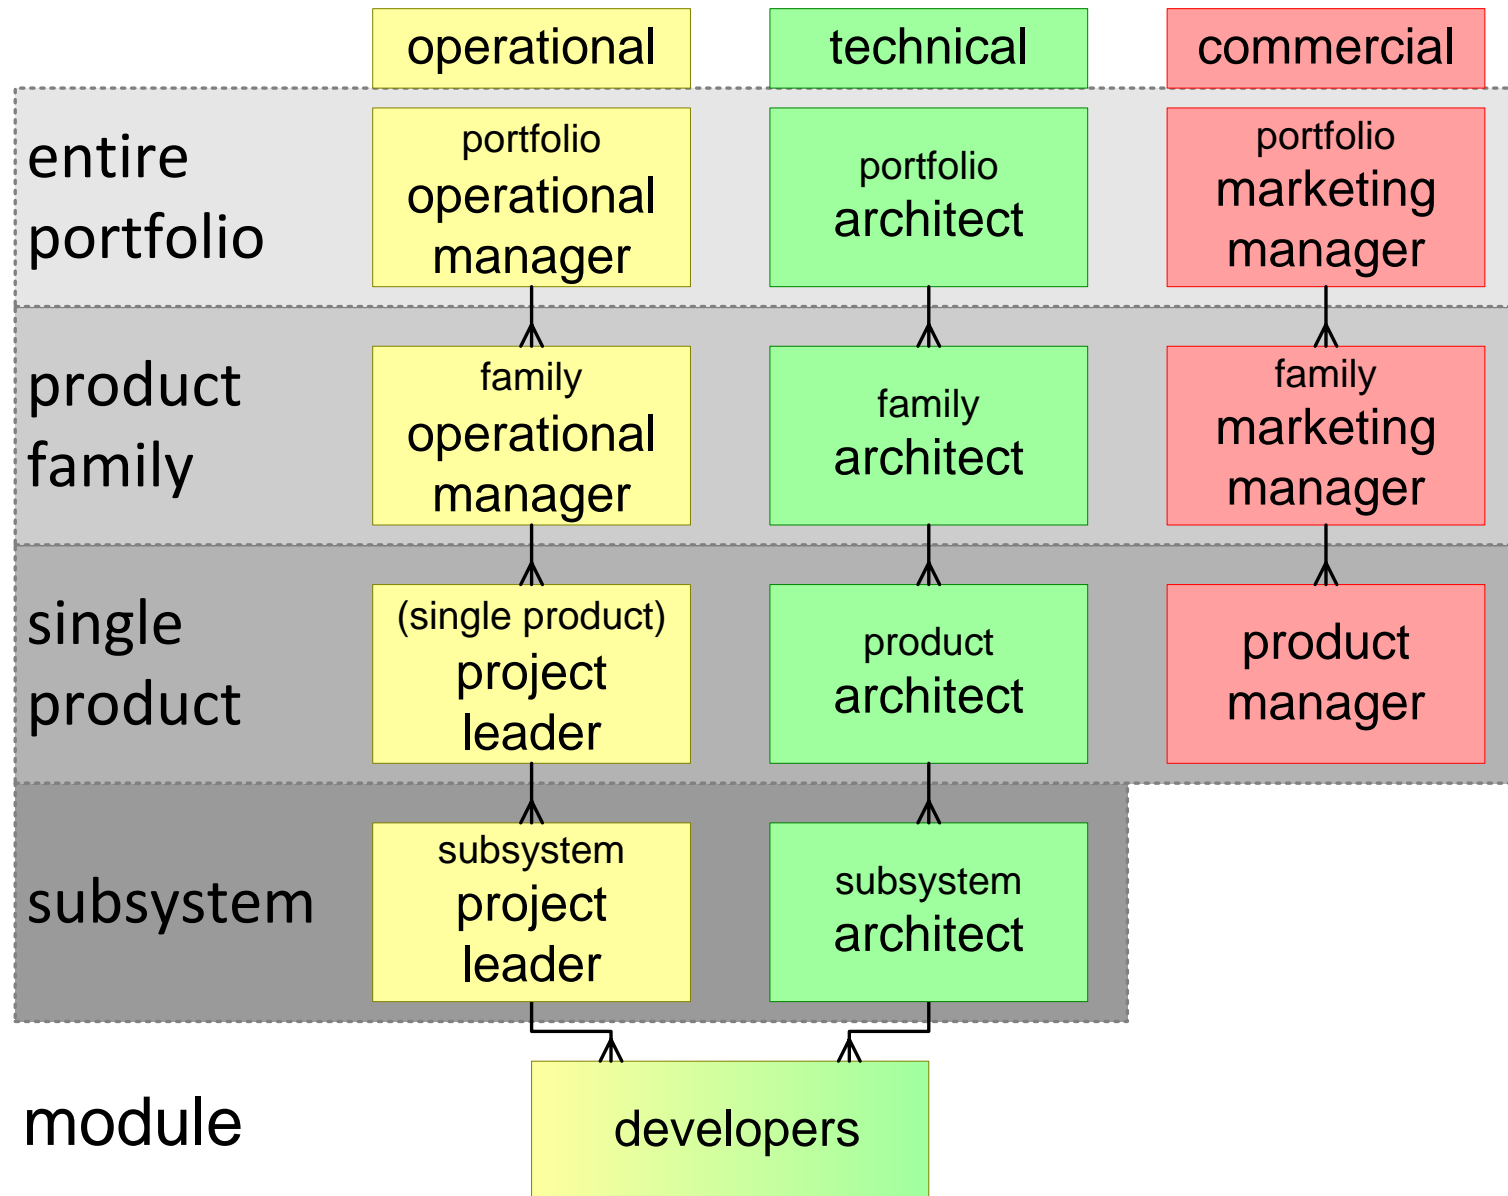 operational
technical
commercial
entire
portfolio
portfolio
operational
manager
portfolio
architect
portfolio
marketing
manager
product
family
family
operational
manager
family
architect
family
marketing
manager
single
product
(single product)
project
leader
product
architect
product
manager
subsystem
subsystem
project
leader
subsystem
architect
module
developers